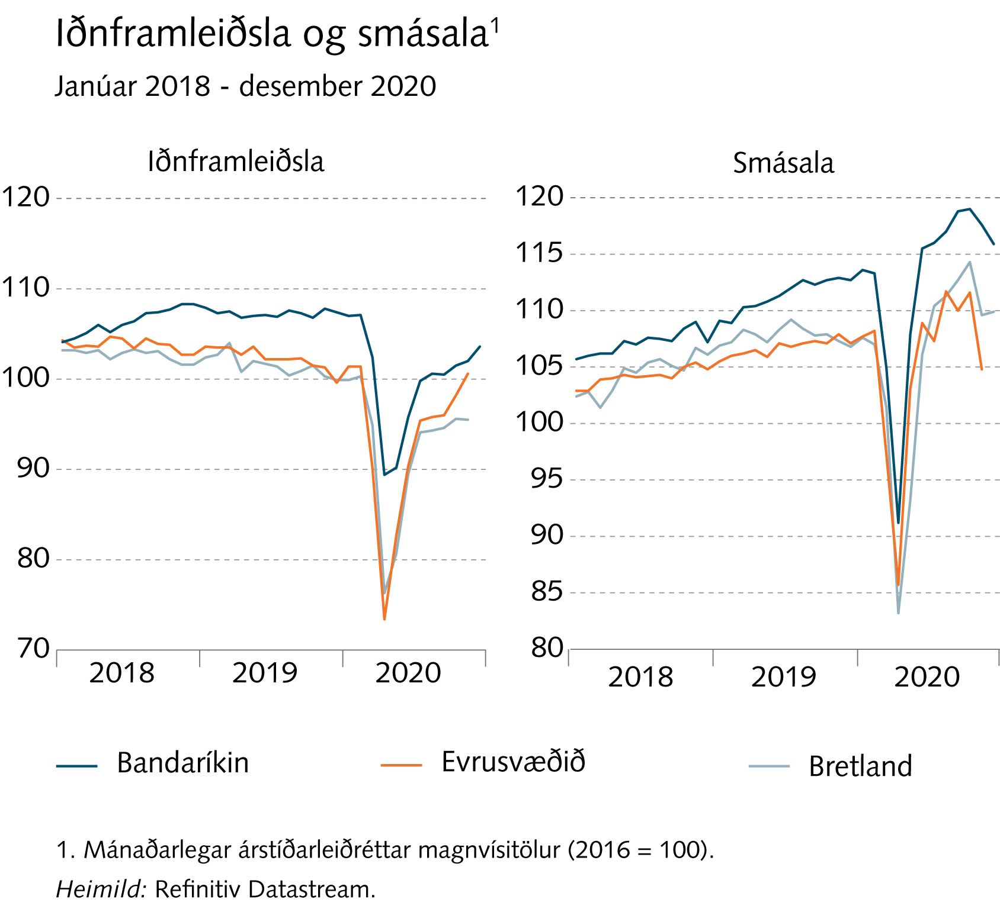 Iðnframleiðsla og smásala¹
Janúar 2018 - desember 2020
Iðnframleiðsla
120
110
100
90
80
70
2018 2019 2020
Smásala
120
115
110
105
100
95
90
85
80
2018 2019 2020
Bandaríkin Evrusvæðið Bretland
1. Mánaðarlegar árstíðarleiðréttar magnvísitölur (2016 = 100).
Heimild: Refinitiv Datastream.